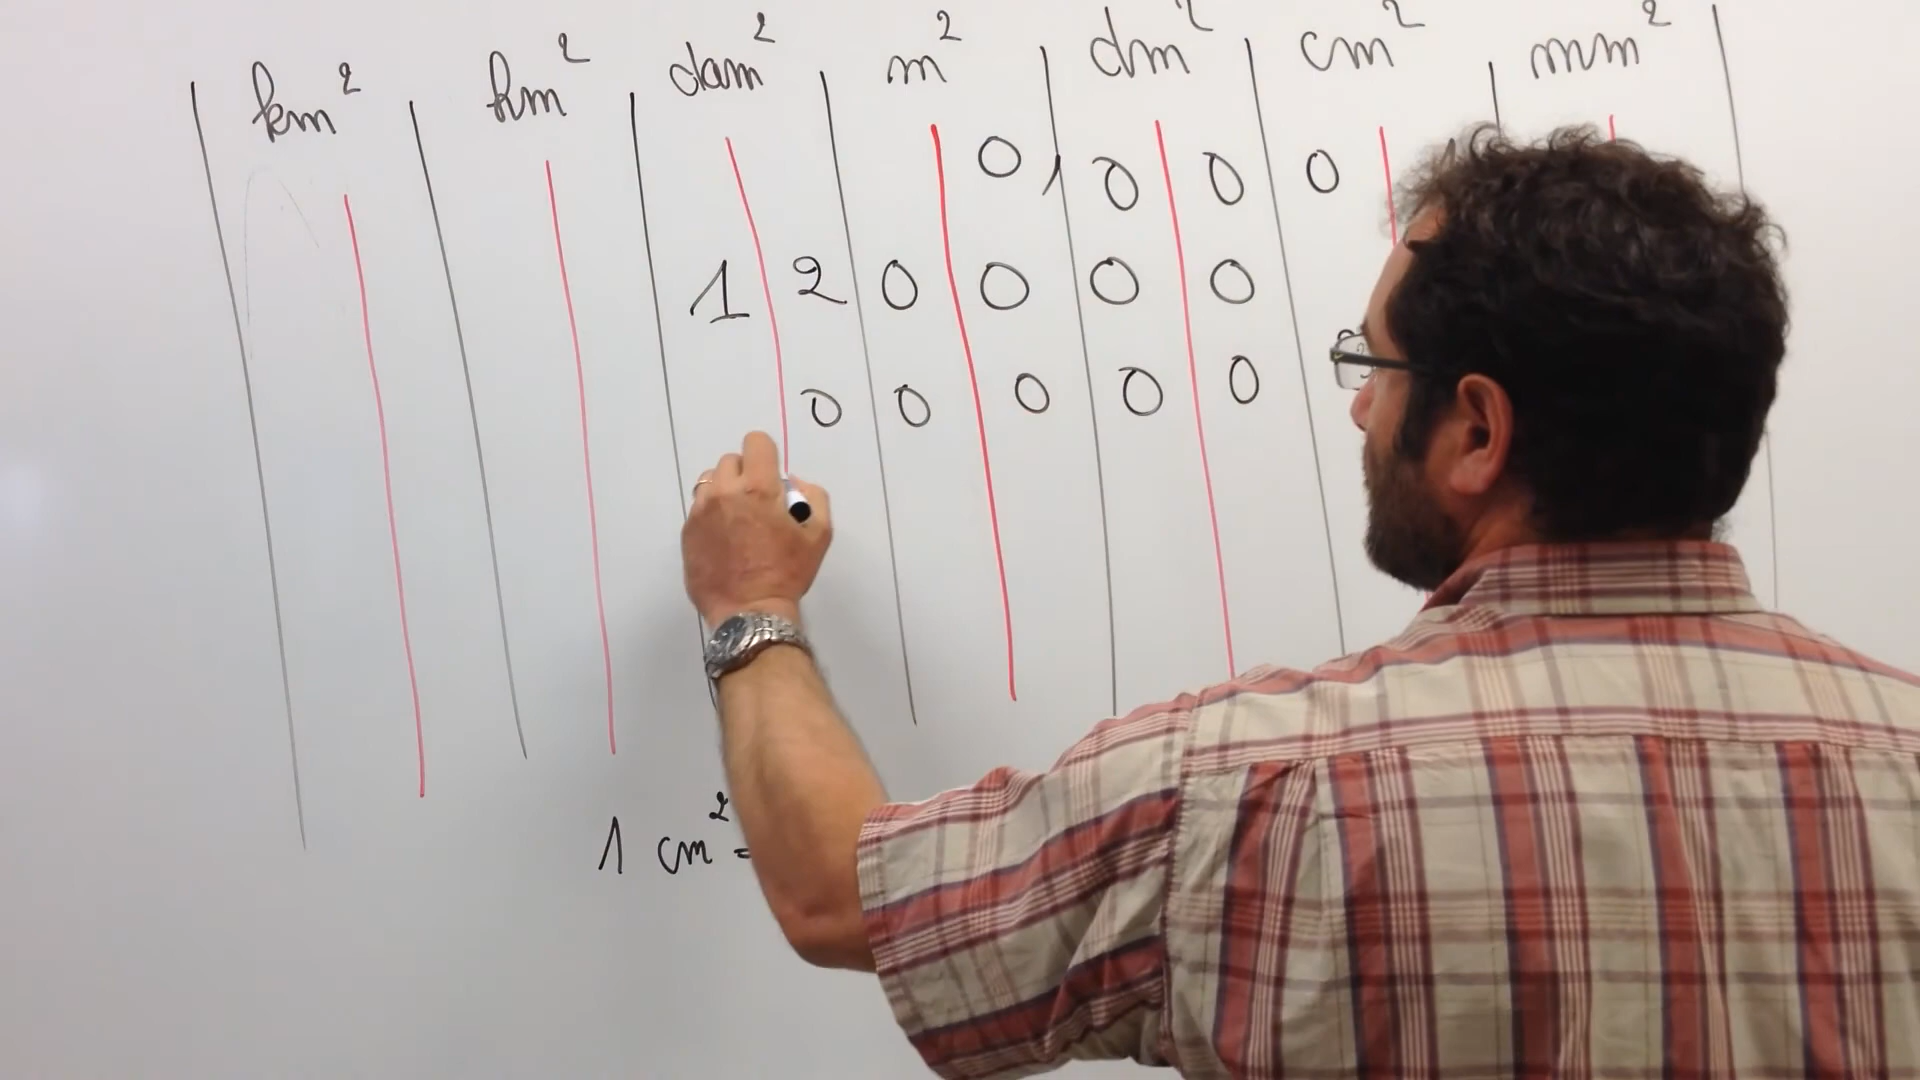 km² hm² dam² m² dm² cm² mm²
0, 0 0 0
1 2 0 0 0 0
0 0 0 0 0
1 cm² =